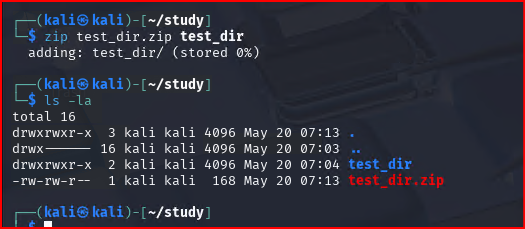 ┌──(kali㉿kali)-[~/study]
└─$ zip test_dir.zip test_dir
  adding: test_dir/ (stored 0%)
┌──(kali㉿kali)-[~/study]
└─$ ls -la
total 16
drwxrwxr-x  3 kali kali 4096 May 20 07:13 .
drwx------ 16 kali kali 4096 May 20 07:03 ..
drwxrwxr-x  2 kali kali 4096 May 20 07:04 test_dir
-rw-rw-r--  1 kali kali  168 May 20 07:13 test_dir.zip
┌──(kali㉿kali)-[~/study]
└─$